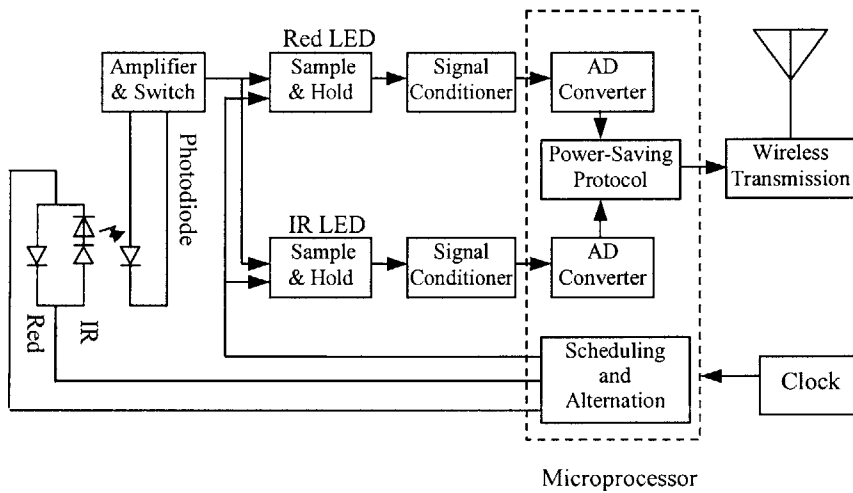 Red LED
Amplifier
& Switch
Sample
& Hold
Signal
Conditioner
AD
Converter
Photodiode
Power-Saving
Protocol
Wireless
Transmission
IR LED
Sample
& Hold
Signal
Conditioner
AD
Converter
Red
IR
Scheduling
and
Alternation
Clock
Microprocessor